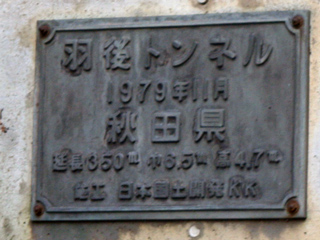 羽後トンネル
1979年11月
秋田県
延長350m 巾6.5m 高4.7m
施工 日本国土開発KK